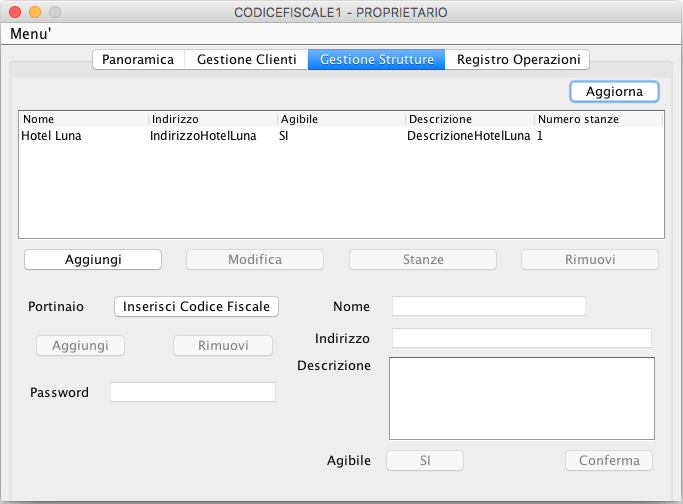 CODICEFISCALE1 - PROPRIETARIO
Menu'
Panoramica Gestione Clienti Gestione Strutture Registro Operazioni
Aggiorna
Nome Indirizzo Agibile Descrizione Numero stanze
Hotel Luna IndirizzoHotelLuna SI DescrizioneHotelLuna 1
Aggiungi Modifica Stanze Rimuovi
Portinaio Inserisci Codice Fiscale Nome
Indirizzo
Aggiungi Rimuovi
Descrizione
Password
Agibile SI Conferma